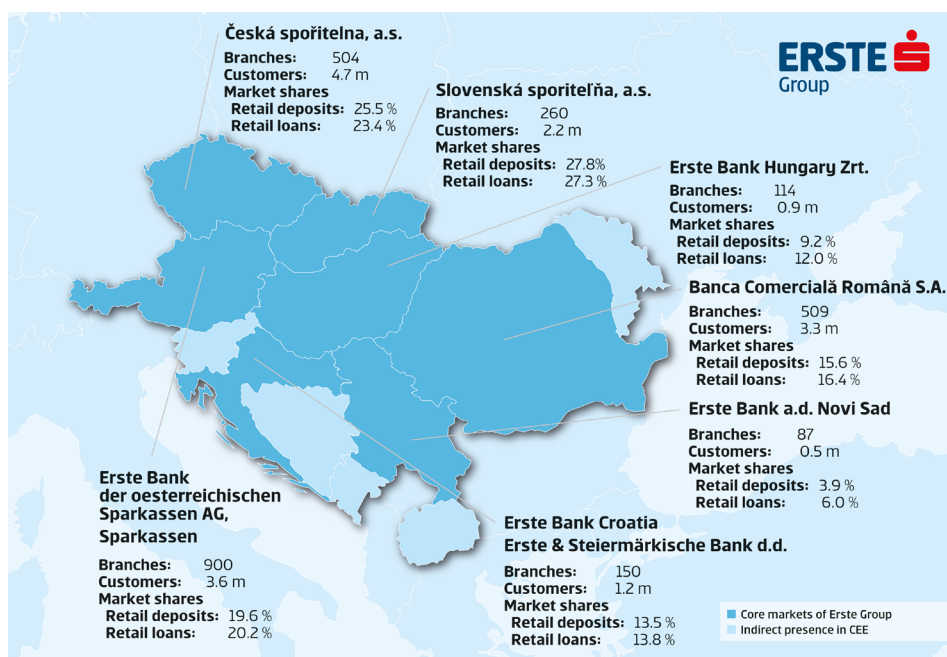 Česká spořitelna, a.s.
Branches: 504
Customers: 4.7 m
Market shares
Retail deposits: 25.5 %
Retail loans: 23.4 %
ERSTE
Group
Slovenská sporiteľňa, a.s.
Branches: 260
Customers: 2.2 m
Market shares
Retail deposits: 27.8%
Retail loans: 27.3 %
Erste Bank Hungary Zrt.
Branches: 114
Customers: 0.9 m
Market shares
Retail deposits: 9.2 %
Retail loans: 12.0 %
Banca Comercială Română S.A.
Branches: 509
Customers: 3.3 m
Market shares
Retail deposits: 15.6 %
Retail loans: 16.4 %
Erste Bank a.d. Novi Sad
Branches: 87
Customers: 0.5 m
Market shares
Retail deposits: 3.9 %
Retail loans: 6.0 %
Erste Bank
der oesterreichischen
Sparkassen AG,
Sparkassen
Branches: 900
Customers: 3.6 m
Market shares
Retail deposits: 19.6 %
Retail loans: 20.2 %
Erste Bank Croatia
Erste & Steiermärkische Bank d.d.
Branches: 150
Customers: 1.2 m
Market shares
Retail deposits: 13.5 %
Retail loans: 13.8 %
Core markets of Erste Group
Indirect presence in CEE